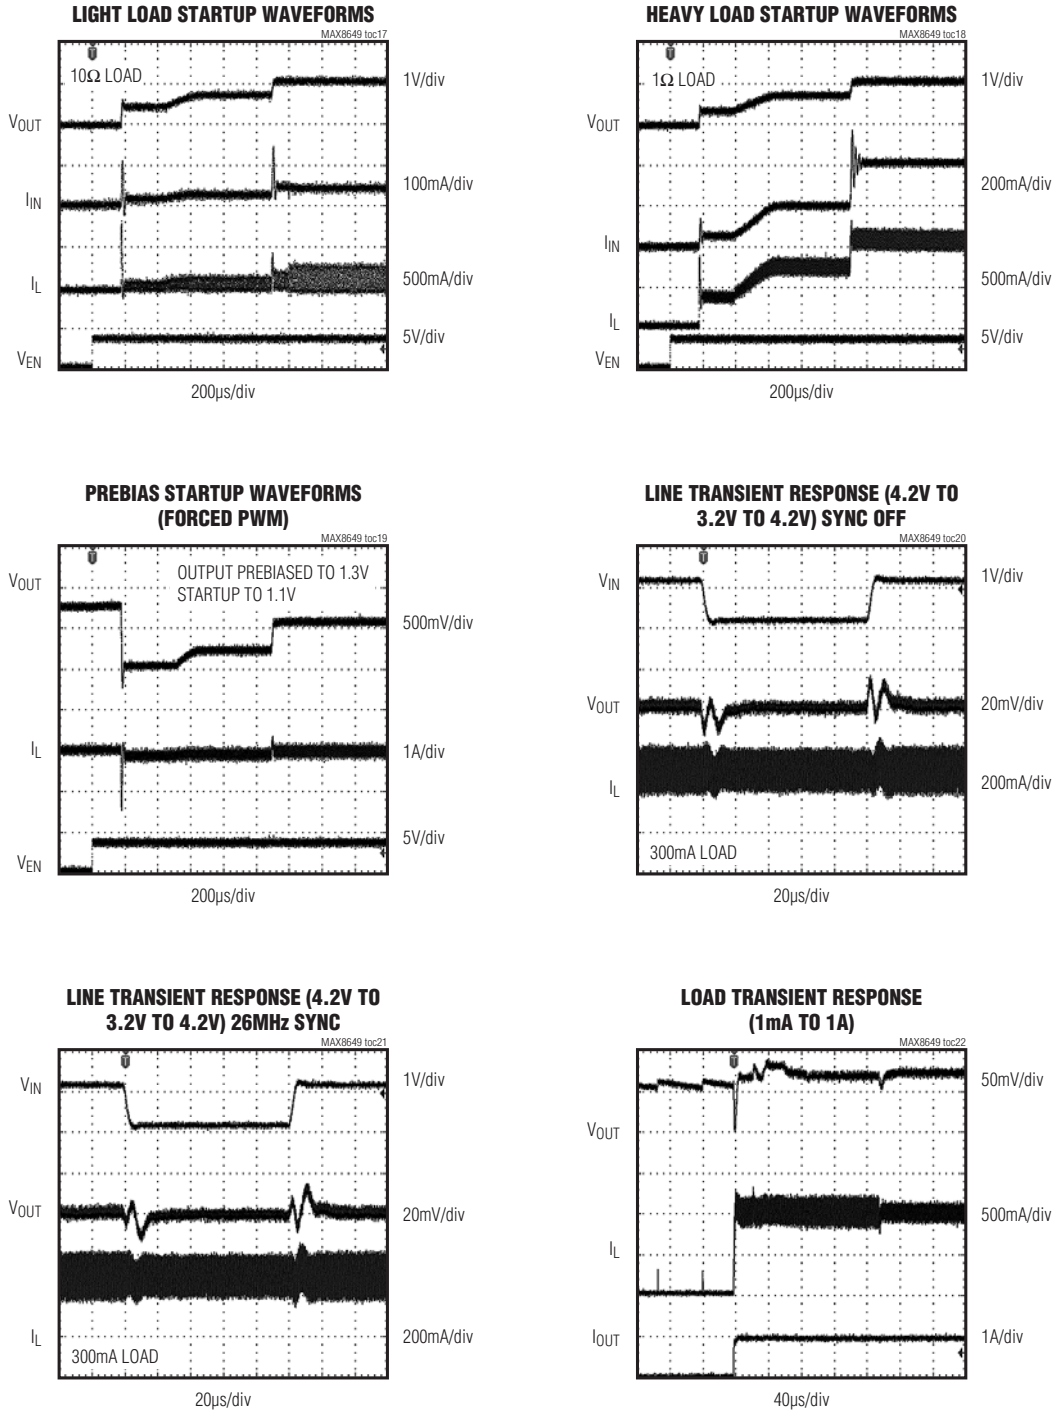 LIGHT LOAD STARTUP WAVEFORMS
MAX8649 toc17
10Ω LOAD
VOUT
1V/div
IIN
100mA/div
IL
500mA/div
VEN
5V/div
200µs/div
HEAVY LOAD STARTUP WAVEFORMS
MAX8649 toc18
1Ω LOAD
VOUT
1V/div
IIN
200mA/div
IL
500mA/div
VEN
5V/div
200µs/div
PREBIAS STARTUP WAVEFORMS
(FORCED PWM)
MAX8649 toc19
OUTPUT PREBIASED TO 1.3V
STARTUP TO 1.1V
VOUT
500mV/div
IL
1A/div
VEN
5V/div
200µs/div
LINE TRANSIENT RESPONSE (4.2V TO
3.2V TO 4.2V) SYNC OFF
MAX8649 toc20
VIN
1V/div
VOUT
20mV/div
IL
200mA/div
300mA LOAD
20µs/div
LINE TRANSIENT RESPONSE (4.2V TO
3.2V TO 4.2V) 26MHz SYNC
MAX8649 toc21
VIN
1V/div
VOUT
20mV/div
IL
200mA/div
300mA LOAD
20µs/div
LOAD TRANSIENT RESPONSE
(1mA TO 1A)
MAX8649 toc22
VOUT
50mV/div
IL
500mA/div
IOUT
1A/div
40µs/div